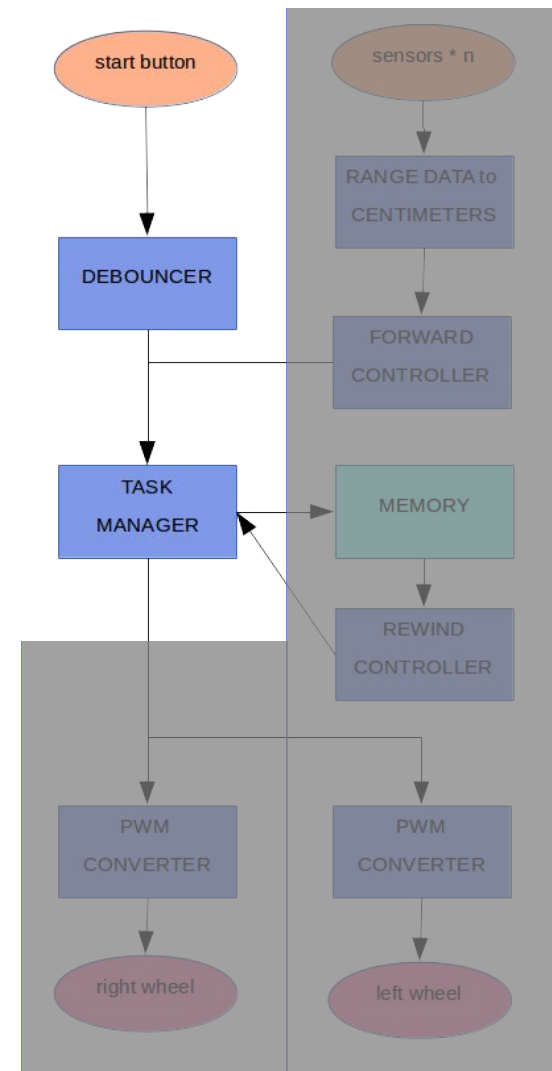 start button
sensors * n
RANGE DATA to
CENTIMETERS
DEBOUNCER
FORWARD
CONTROLLER
TASK
MANAGER
MEMORY
REWIND
CONTROLLER
PWM
CONVERTER
PWM
CONVERTER
right wheel
left wheel